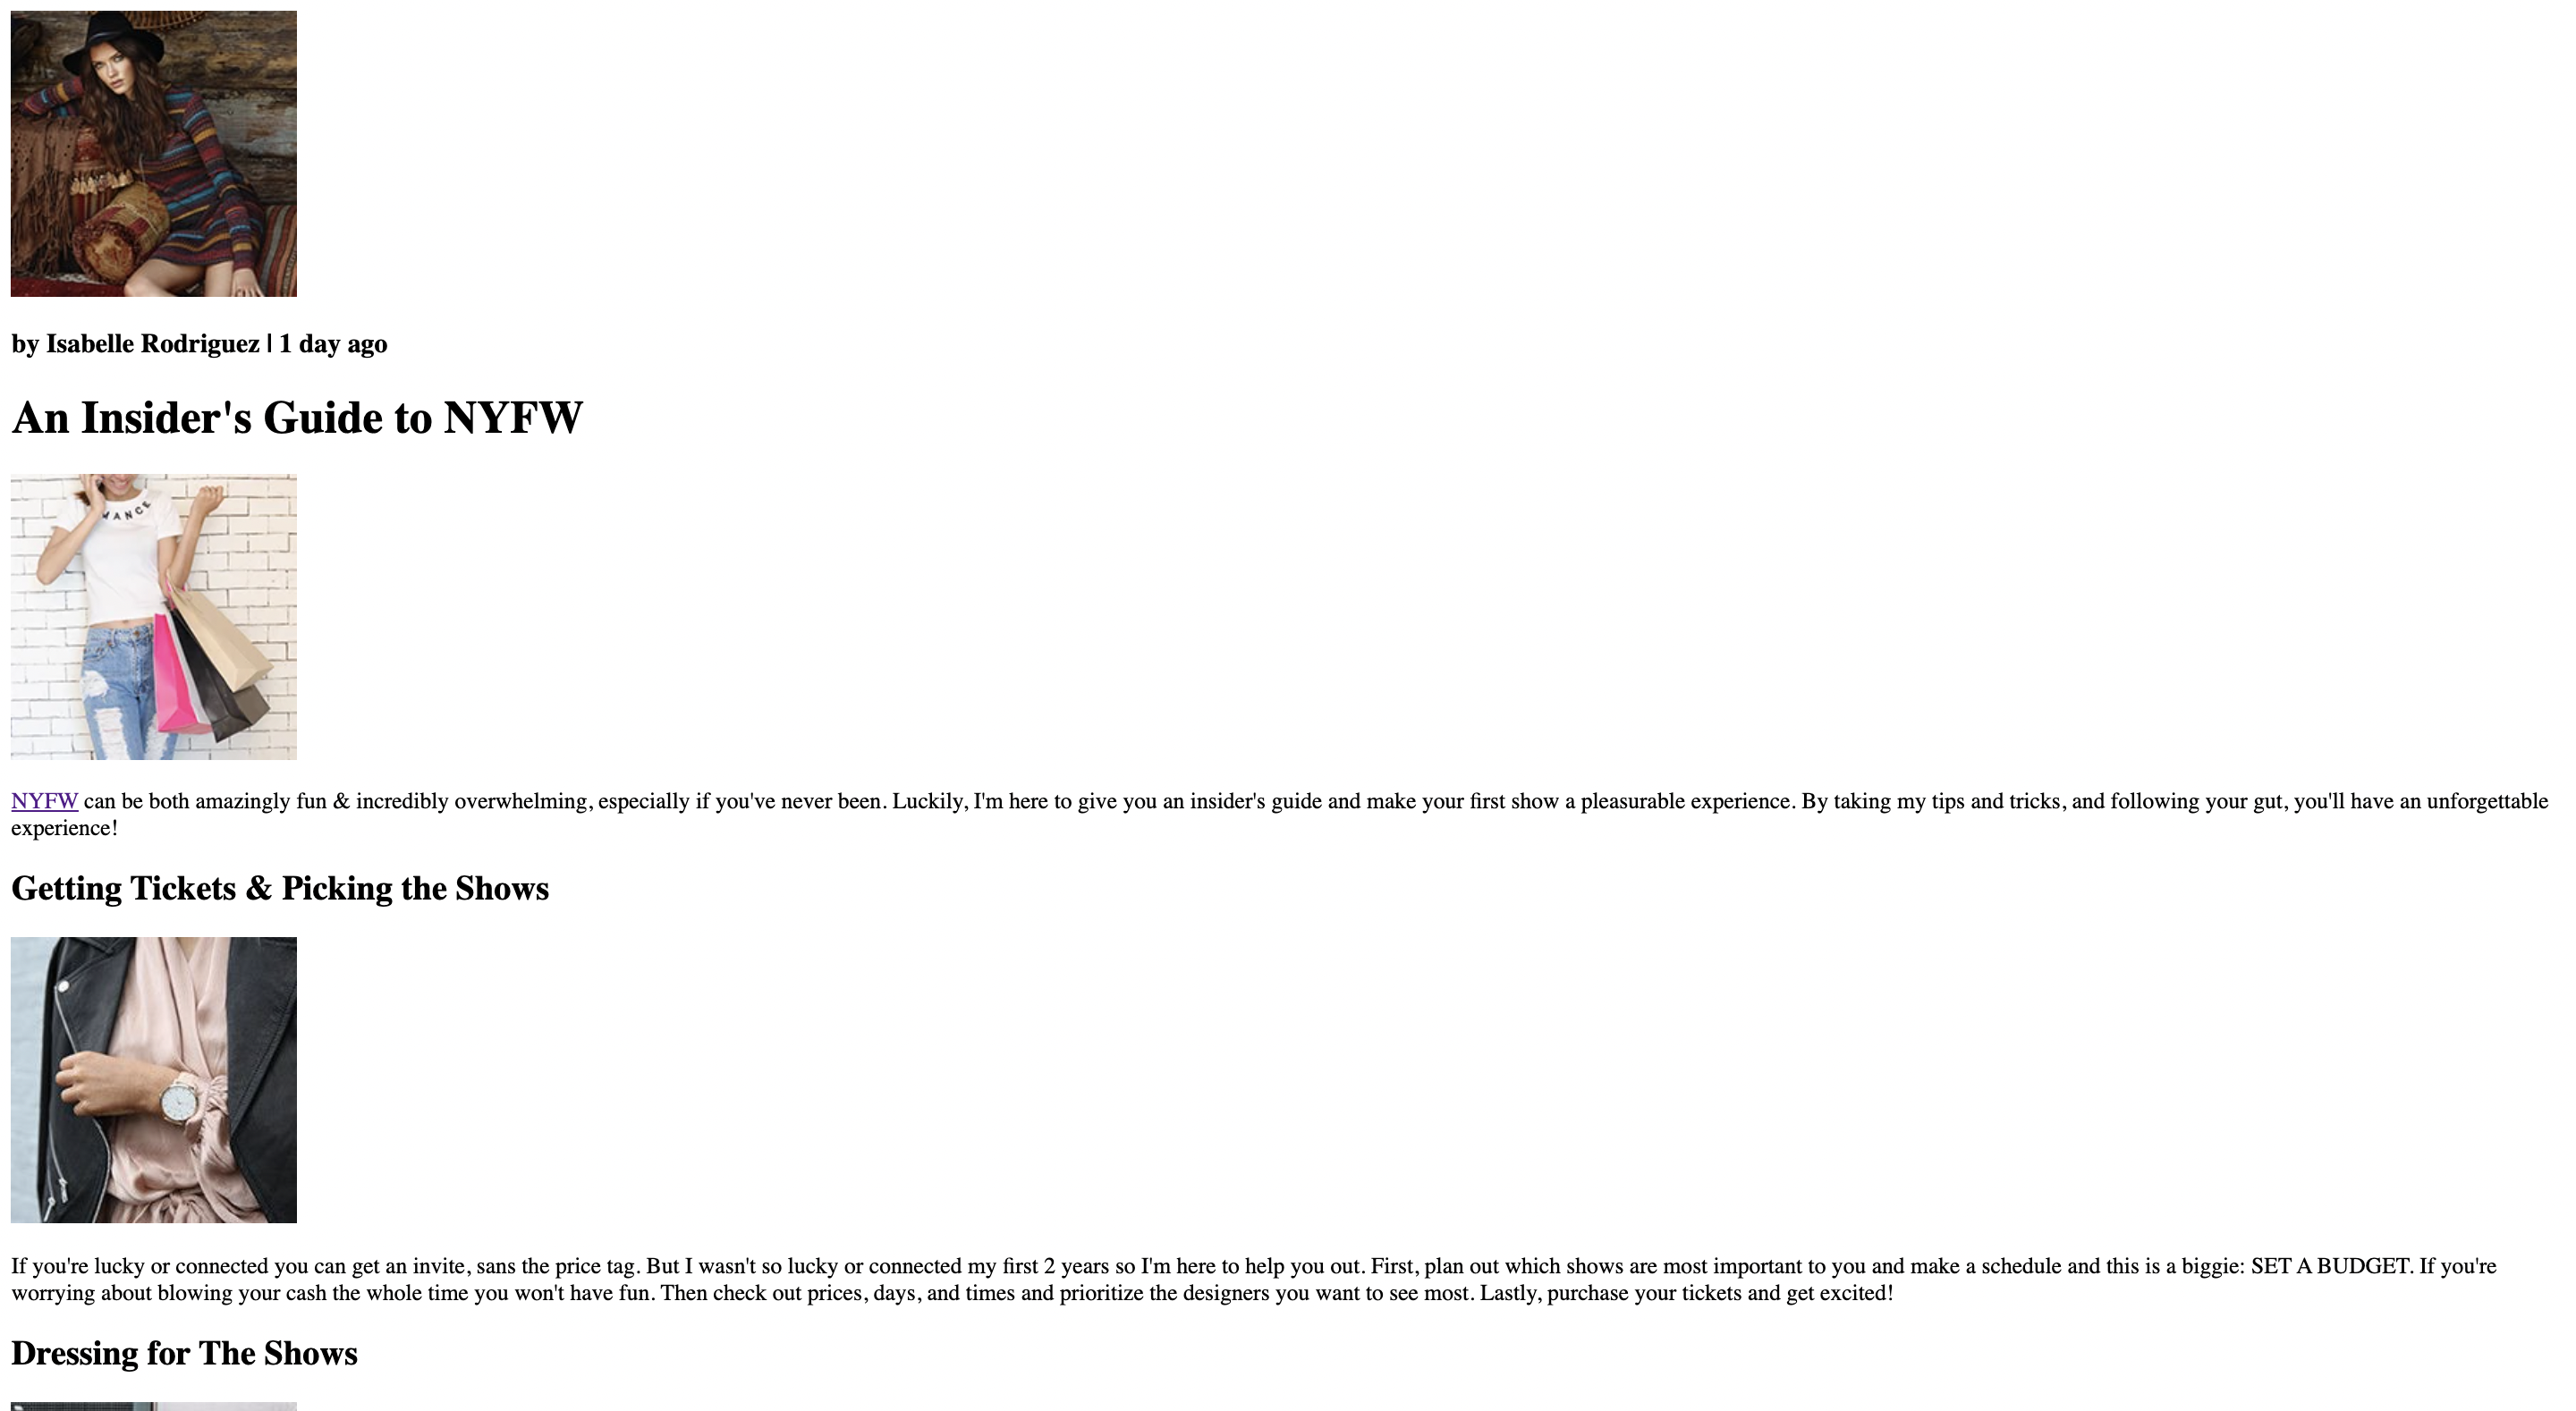 by Isabelle Rodriguez | 1 day ago
An Insider's Guide to NYFW
VANCE
NYFW can be both amazingly fun & incredibly overwhelming, especially if you've never been. Luckily, I'm here to give you an insider's guide and make your first show a pleasurable experience. By taking my tips and tricks, and following your gut, you'll have an unforgettable
experience!
Getting Tickets & Picking the Shows
If you're lucky or connected you can get an invite, sans the price tag. But I wasn't so lucky or connected my first 2 years so I'm here to help you out. First, plan out which shows are most important to you and make a schedule and this is a biggie: SET A BUDGET. If you're
worrying about blowing your cash the whole time you won't have fun. Then check out prices, days, and times and prioritize the designers you want to see most. Lastly, purchase your tickets and get excited!
Dressing for The Shows